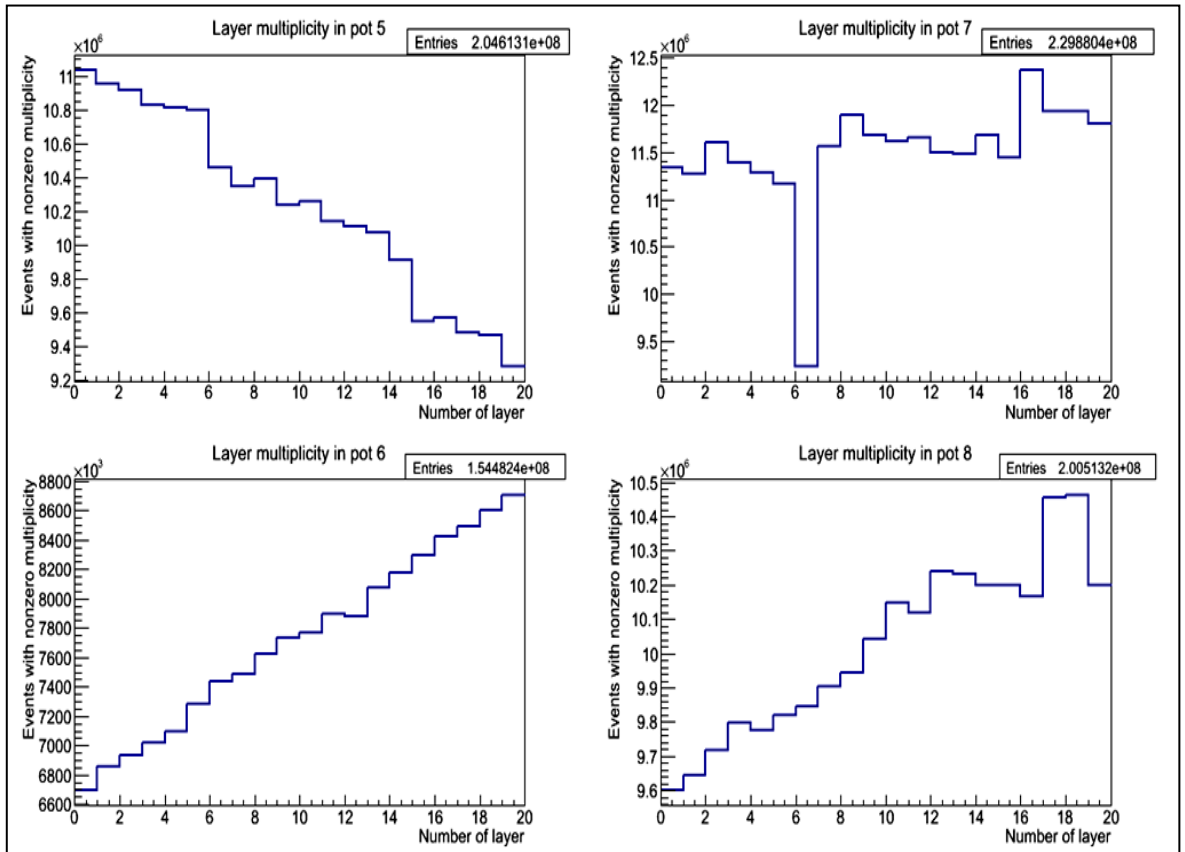 Layer multiplicity in pot 5
Entries 2.046131e+08
×10⁶
Events with nonzero multiplicity
11
10.8
10.6
10.4
10.2
10
9.8
9.6
9.4
9.2
0 2 4 6 8 10 12 14 16 18 20
Number of layer
Layer multiplicity in pot 7
Entries 2.298804e+08
×10⁶
Events with nonzero multiplicity
12.5
12
11.5
11
10.5
10
9.5
0 2 4 6 8 10 12 14 16 18 20
Number of layer
Layer multiplicity in pot 6
Entries 1.544824e+08
×10³
Events with nonzero multiplicity
8800
8600
8400
8200
8000
7800
7600
7400
7200
7000
6800
6600
0 2 4 6 8 10 12 14 16 18 20
Number of layer
Layer multiplicity in pot 8
Entries 2.005132e+08
×10⁶
Events with nonzero multiplicity
10.5
10.4
10.3
10.2
10.1
10
9.9
9.8
9.7
9.6
0 2 4 6 8 10 12 14 16 18 20
Number of layer